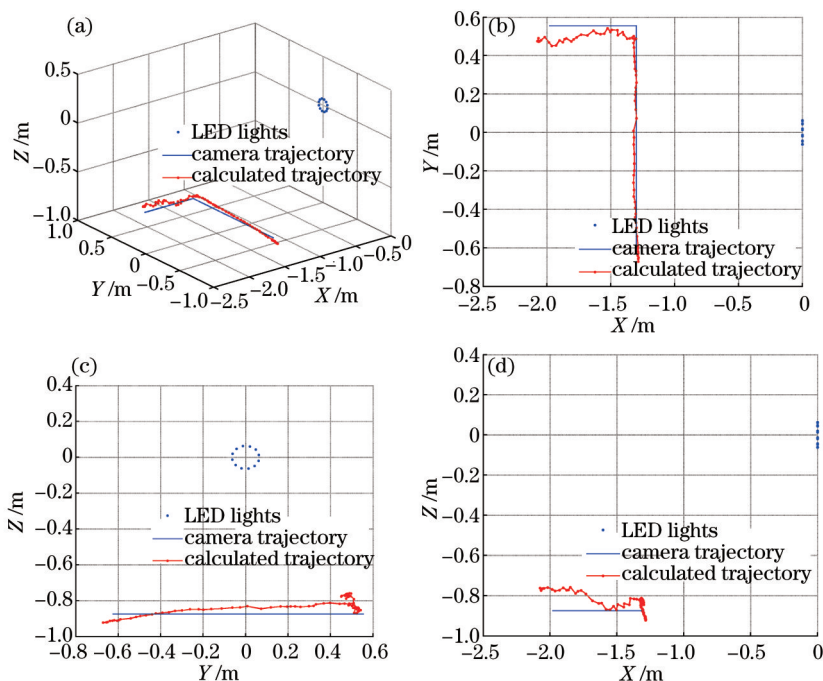 (a)
0.5
0
−0.5
−1.0
Z /m
LED lights
camera trajectory
calculated trajectory
1.0
0.5
0
−0.5
−1.0
Y /m
−2.5
−2.0
−1.5
−1.0
−0.5
0
X /m
(b)
0.6
0.4
0.2
0
−0.2
−0.4
−0.6
−0.8
Y /m
LED lights
camera trajectory
calculated trajectory
−2.5 −2.0 −1.5 −1.0 −0.5 0
X /m
(c)
0.4
0.2
0
−0.2
−0.4
−0.6
−0.8
−1.0
Z /m
LED lights
camera trajectory
calculated trajectory
−0.8 −0.6 −0.4 −0.2 0 0.2 0.4 0.6
Y /m
(d)
0.4
0.2
0
−0.2
−0.4
−0.6
−0.8
−1.0
Z /m
LED lights
camera trajectory
calculated trajectory
−2.5 −2.0 −1.5 −1.0 −0.5 0
X /m